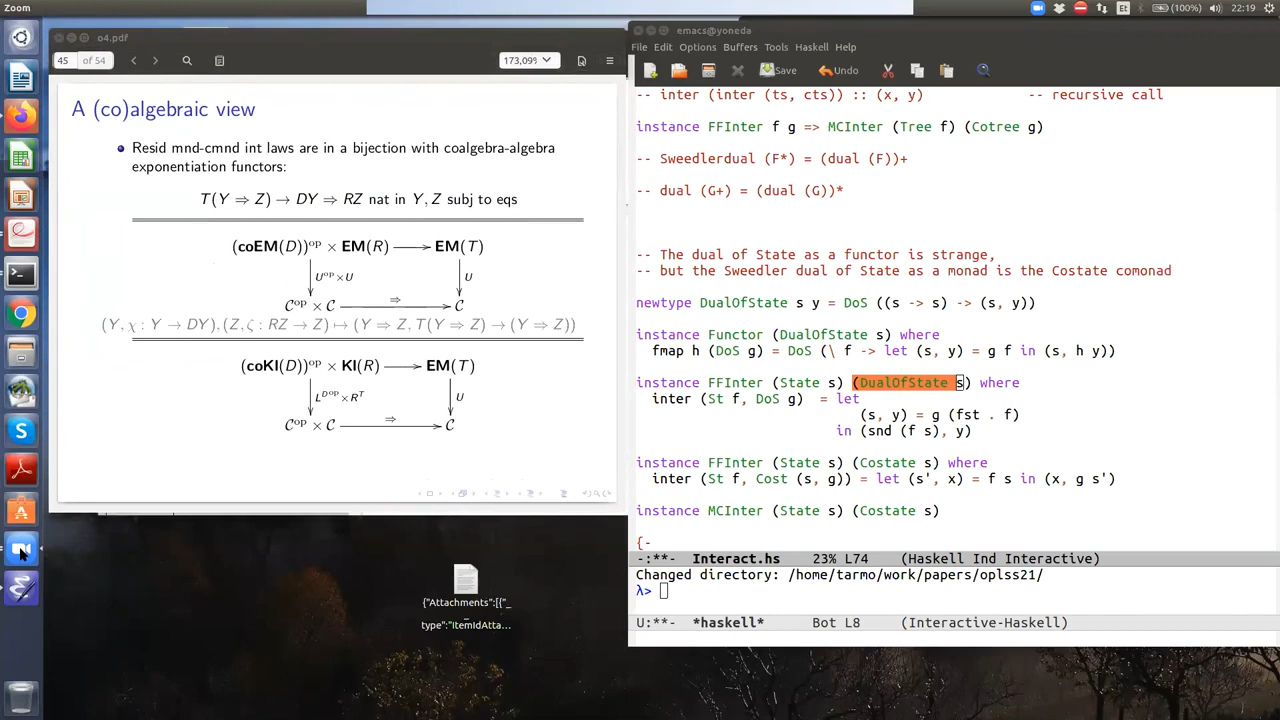 Zoom
Et
(100%)
22:19
o4.pdf
45 of 54
173,09%
A (co)algebraic view
Resid mnd-cmnd int laws are in a bijection with coalgebra-algebra
exponentiation functors:
T(Y ⇒ Z) → DY ⇒ RZ nat in Y, Z subj to eqs
(coEM(D))^op × EM(R) ⟶ EM(T)
U^op×U
U
C^op × C ⇒ C
(Y, χ : Y → DY), (Z, ζ : RZ → Z) ↦ (Y ⇒ Z, T(Y ⇒ Z) → (Y ⇒ Z))
(coKl(D))^op × Kl(R) ⟶ EM(T)
L^D^op×R^T
U
C^op × C ⇒ C
emacs@yoneda
File Edit Options Buffers Tools Haskell Help
Save Undo
-- inter (inter (ts, cts)) :: (x, y) -- recursive call
instance FFInter f g => MCInter (Tree f) (Cotree g)
-- Sweedlerdual (F*) = (dual (F))+
-- dual (G+) = (dual (G))*
-- The dual of State as a functor is strange,
-- but the Sweedler dual of State as a monad is the Costate comonad
newtype DualOfState s y = DoS ((s -> s) -> (s, y))
instance Functor (DualOfState s) where
fmap h (DoS g) = DoS (\ f -> let (s, y) = g f in (s, h y))
instance FFInter (State s) (DualOfState s) where
inter (St f, DoS g) = let
(s, y) = g (fst . f)
in (snd (f s), y)
instance FFInter (State s) (Costate s) where
inter (St f, Cost (s, g)) = let (s', x) = f s in (x, g s')
instance MCInter (State s) (Costate s)
{-
-:**- Interact.hs 23% L74 (Haskell Ind Interactive)
Changed directory: /home/tarmo/work/papers/oplss21/
λ>
U:**- *haskell* Bot L8 (Interactive-Haskell)
{"Attachments":[{"_
type":"ItemIdAtta...